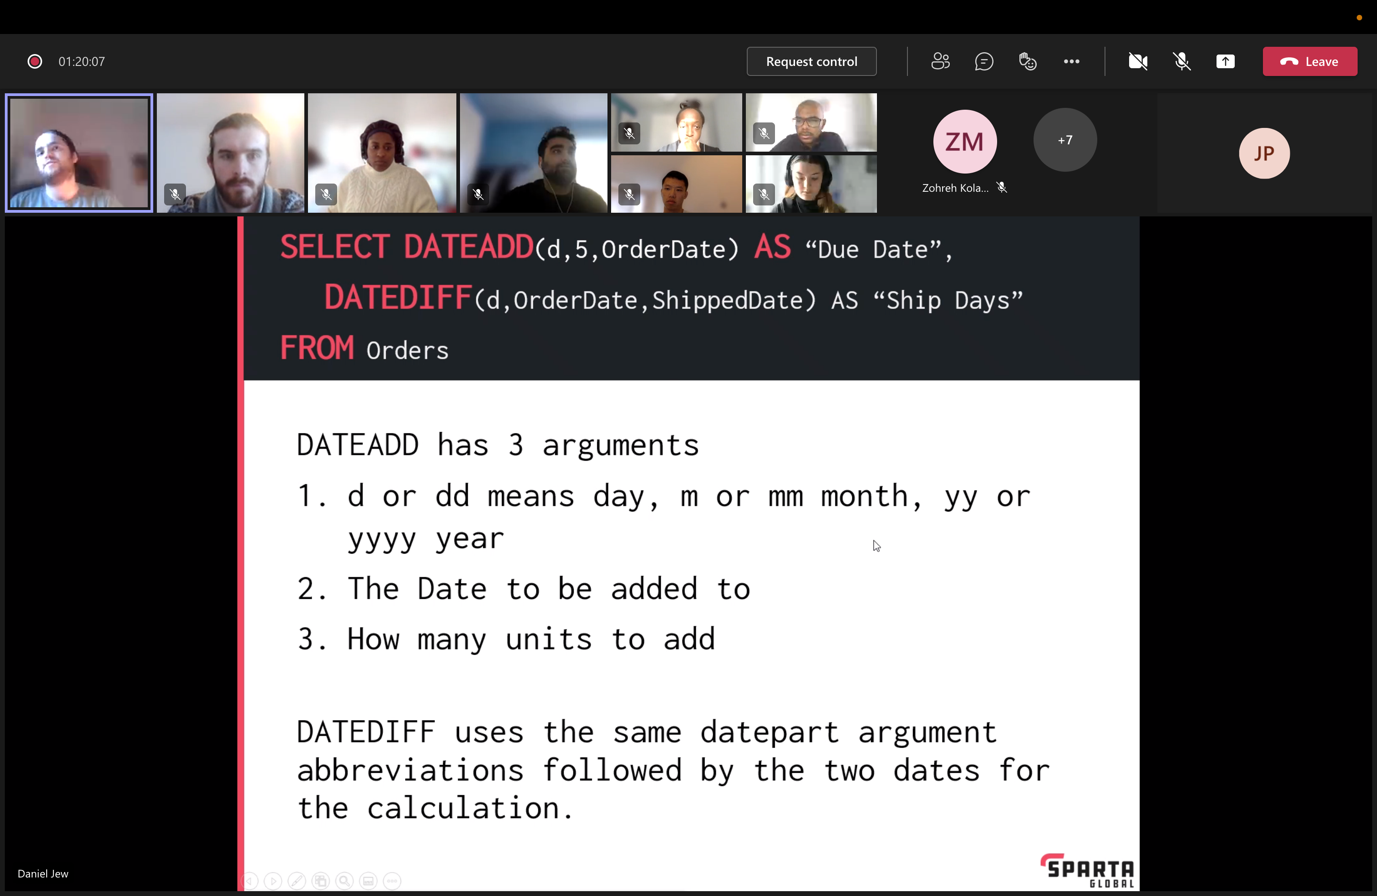 01:20:07
Request control
Leave
ZM
+7
JP
Zohreh Kola...
SELECT DATEADD(d,5,OrderDate) AS “Due Date”,
DATEDIFF(d,OrderDate,ShippedDate) AS “Ship Days”
FROM Orders
DATEADD has 3 arguments
1. d or dd means day, m or mm month, yy or
yyyy year
2. The Date to be added to
3. How many units to add
DATEDIFF uses the same datepart argument
abbreviations followed by the two dates for
the calculation.
Daniel Jew
SPARTA
GLOBAL